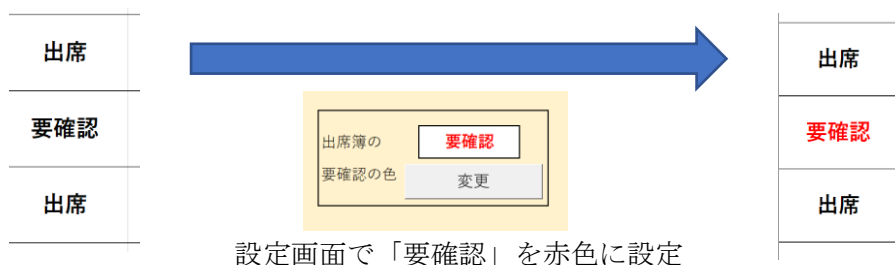 出席
要確認
出席
出席簿の
要確認の色
要確認
変更
設定画面で「要確認」を赤色に設定
出席
要確認
出席